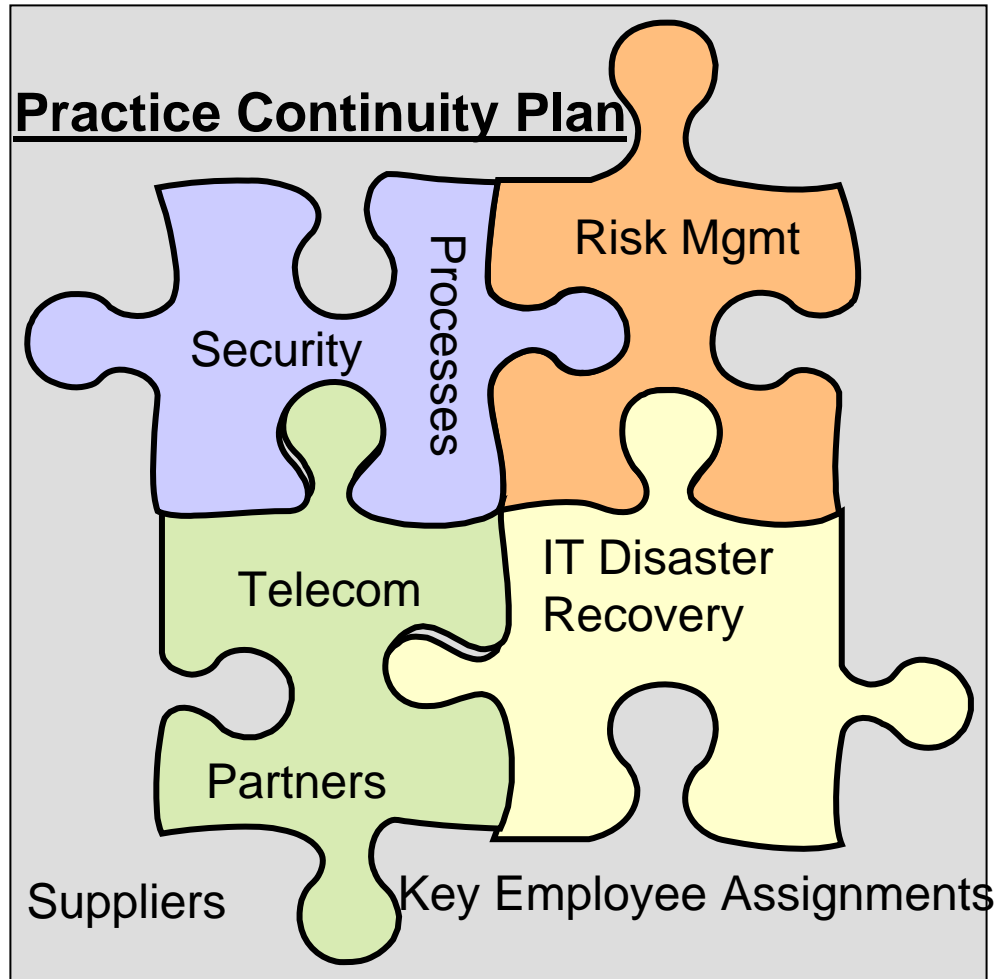 Practice Continuity Plan
Risk Mgmt
Processes
Security
IT Disaster
Recovery
Telecom
Partners
Suppliers
Key Employee Assignments